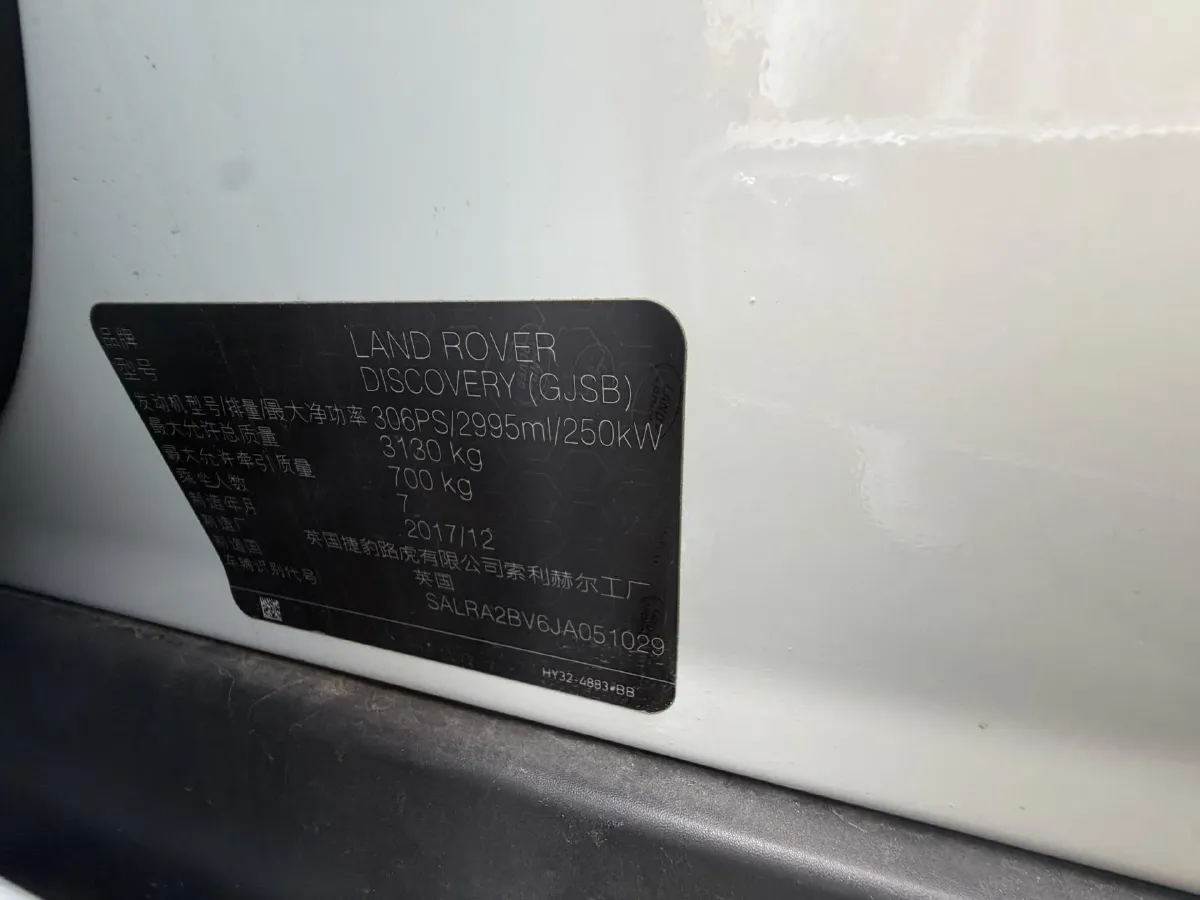 品牌 LAND ROVER
型号 DISCOVERY (GJSB)
发动机型号/排量/最大净功率 306PS/2995ml/250kW
最大允许总质量 3130 kg
最大允许牵引质量 700 kg
乘坐人数 7
制造年月 2017/12
制造厂 英国捷豹路虎有限公司索利赫尔工厂
制造国 英国
车辆识别代号 SALRA2BV6JA051029
HY32-4883*BB